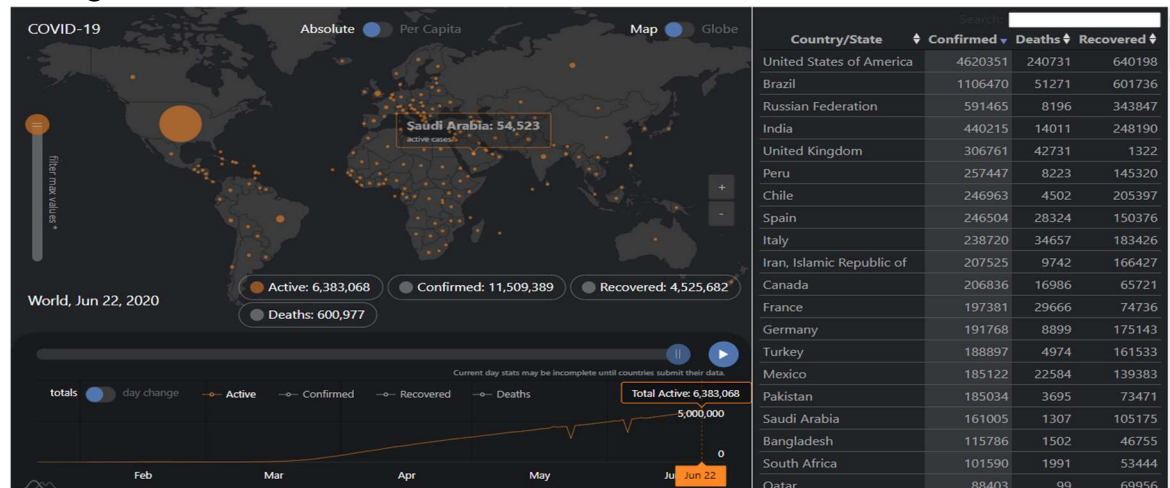 COVID-19
Absolute Per Capita
Map Globe
Saudi Arabia: 54,523
active cases
filter max values *
+
-
World, Jun 22, 2020
Active: 6,383,068
Confirmed: 11,509,389
Recovered: 4,525,682
Deaths: 600,977
Current day stats may be incomplete until countries submit their data.
totals day change
Active
Confirmed
Recovered
Deaths
Total Active: 6,383,068
5,000,000
0
Feb Mar Apr May Ju Jun 22
Search:
Country/State Confirmed Deaths Recovered
United States of America 4620351 240731 640198
Brazil 1106470 51271 601736
Russian Federation 591465 8196 343847
India 440215 14011 248190
United Kingdom 306761 42731 1322
Peru 257447 8223 145320
Chile 246963 4502 205397
Spain 246504 28324 150376
Italy 238720 34657 183426
Iran, Islamic Republic of 207525 9742 166427
Canada 206836 16986 65721
France 197381 29666 74736
Germany 191768 8899 175143
Turkey 188897 4974 161533
Mexico 185122 22584 139383
Pakistan 185034 3695 73471
Saudi Arabia 161005 1307 105175
Bangladesh 115786 1502 46755
South Africa 101590 1991 53444
Qatar 88403 99 69956